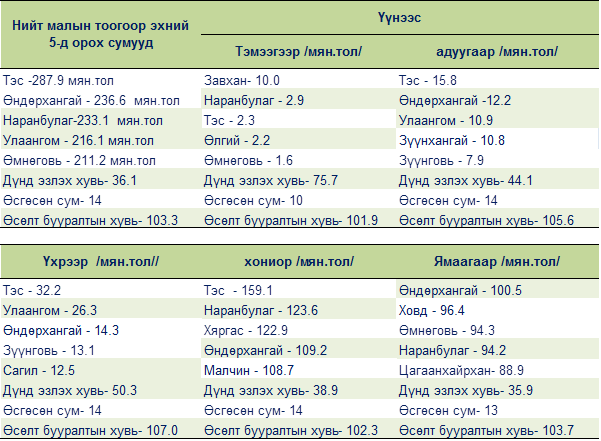 Нийт малын тоогоор эхний
5-д орох сумууд
Үүнээс
Тэмээгээр /мян.тол/
адуугаар /мян.тол/
Тэс -287.9 мян.тол
Завхан- 10.0
Тэс - 15.8
Өндөрхангай - 236.6 мян.тол
Наранбулаг - 2.9
Өндөрхангай -12.2
Наранбулаг-233.1 мян.тол
Тэс - 2.3
Улаангом - 10.9
Улаангом - 216.1 мян.тол
Өлгий - 2.2
Зүүнхангай - 10.8
Өмнөговь - 211.2 мян.тол
Өмнөговь - 1.6
Зүүнговь - 7.9
Дүнд эзлэх хувь- 36.1
Дүнд эзлэх хувь - 75.7
Дүнд эзлэх хувь - 44.1
Өсгөсөн сум- 14
Өсгөсөн сум - 10
Өсгөсөн сум - 14
Өсөлт бууралтын хувь- 103.3
Өсөлт бууралтын хувь - 101.9
Өсөлт бууралтын хувь - 105.6
Үхрээр /мян.тол//
хониор /мян.тол/
Ямаагаар /мян.тол/
Тэс - 32.2
Тэс - 159.1
Өндөрхангай - 100.5
Улаангом - 26.3
Наранбулаг - 123.6
Ховд - 96.4
Өндөрхангай - 14.3
Хяргас - 122.9
Өмнөговь - 94.3
Зүүнговь - 13.1
Өндөрхангай - 109.2
Наранбулаг - 94.2
Сагил - 12.5
Малчин - 108.7
Цагаанхайрхан- 88.9
Дүнд эзлэх хувь - 50.3
Дүнд эзлэх хувь - 38.9
Дүнд эзлэх хувь - 35.9
Өсгөсөн сум - 14
Өсгөсөн сум - 14
Өсгөсөн сум - 13
Өсөлт бууралтын хувь- 107.0
Өсөлт бууралтын хувь - 102.3
Өсөлт бууралтын хувь - 103.7